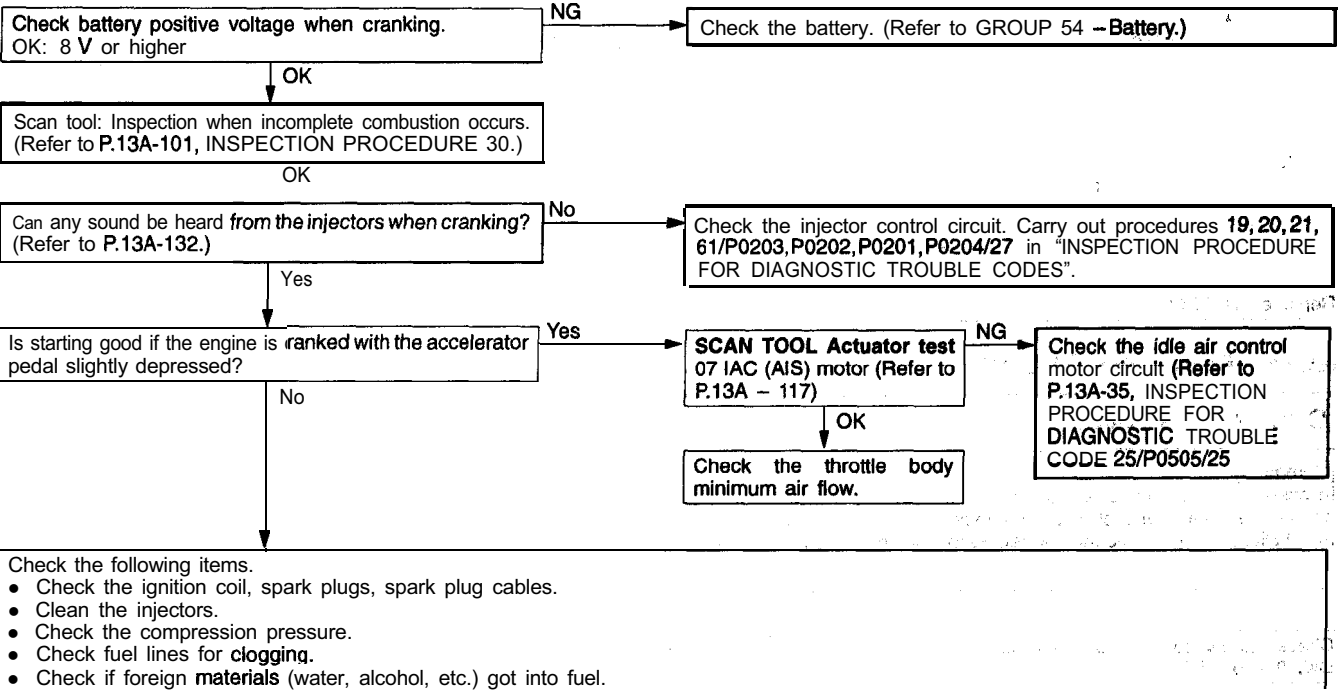 Check battery positive voltage when cranking.
OK: 8 V or higher
NG
Check the battery. (Refer to GROUP 54 – Battery.)
OK
Scan tool: Inspection when incomplete combustion occurs.
(Refer to P.13A-101, INSPECTION PROCEDURE 30.)
OK
Can any sound be heard from the injectors when cranking?
(Refer to P.13A-132.)
No
Check the injector control circuit. Carry out procedures 19, 20, 21,
61/P0203, P0202, P0201, P0204/27 in “INSPECTION PROCEDURE
FOR DIAGNOSTIC TROUBLE CODES”.
Yes
Is starting good if the engine is ranked with the accelerator
pedal slightly depressed?
Yes
SCAN TOOL Actuator test
07 IAC (AIS) motor (Refer to
P.13A – 117)
NG
Check the idle air control
motor circuit (Refer to
P.13A-35, INSPECTION
PROCEDURE FOR
DIAGNOSTIC TROUBLE
CODE 25/P0505/25
OK
Check the throttle body
minimum air flow.
No
Check the following items.
● Check the ignition coil, spark plugs, spark plug cables.
● Clean the injectors.
● Check the compression pressure.
● Check fuel lines for clogging.
● Check if foreign materials (water, alcohol, etc.) got into fuel.